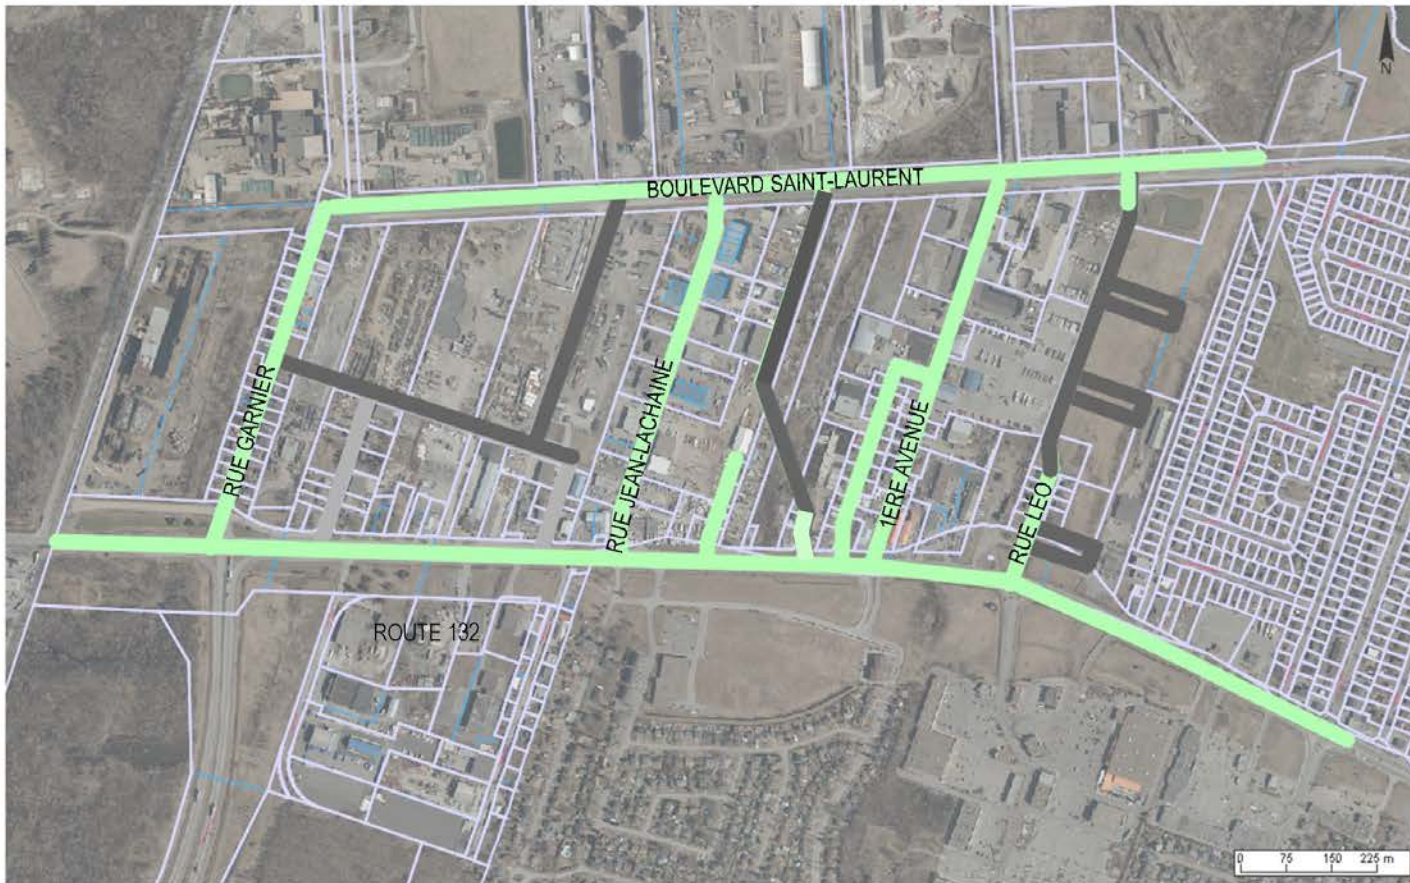 N
BOULEVARD SAINT-LAURENT
RUE GARNIER
RUE JEAN-LACHAINE
1ERE AVENUE
RUE LÉO
ROUTE 132
0 75 150 225 m